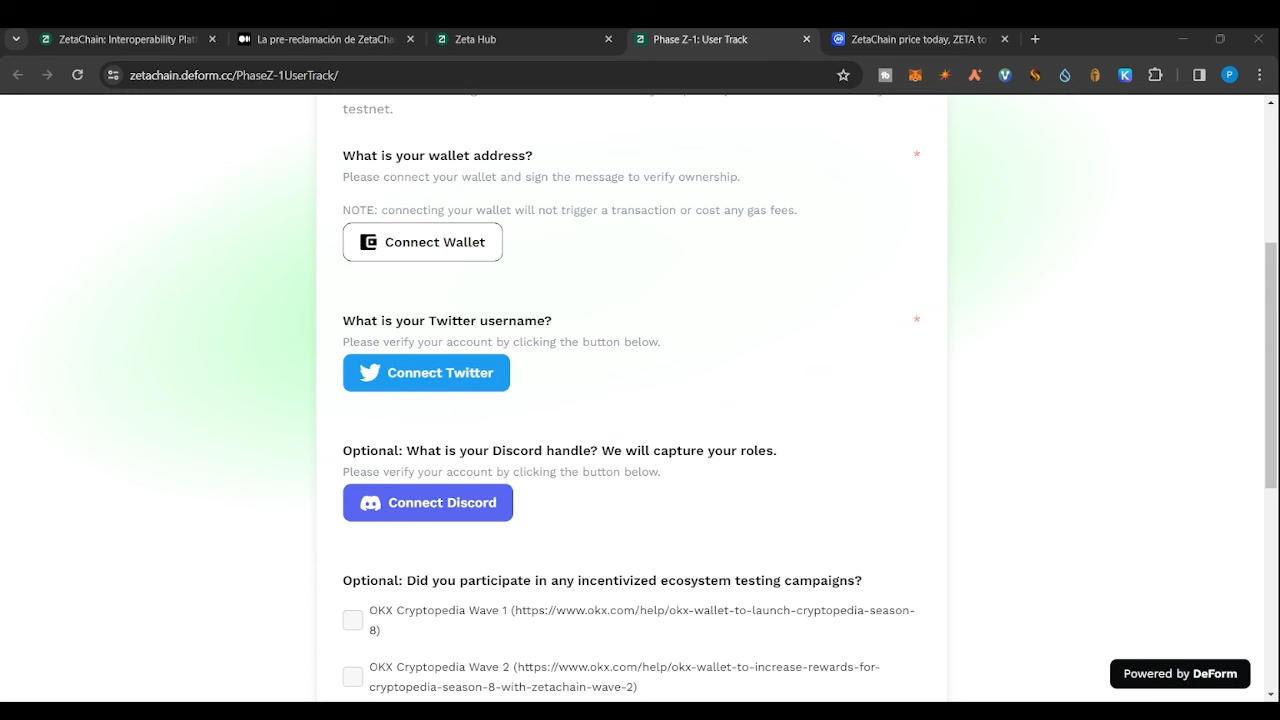 ZetaChain: Interoperability Plat
La pre-reclamación de ZetaCha
Zeta Hub
Phase Z-1: User Track
ZetaChain price today, ZETA to
zetachain.deform.cc/PhaseZ-1UserTrack/
P
testnet.
What is your wallet address? *
Please connect your wallet and sign the message to verify ownership.
NOTE: connecting your wallet will not trigger a transaction or cost any gas fees.
Connect Wallet
What is your Twitter username? *
Please verify your account by clicking the button below.
Connect Twitter
Optional: What is your Discord handle? We will capture your roles.
Please verify your account by clicking the button below.
Connect Discord
Optional: Did you participate in any incentivized ecosystem testing campaigns?
OKX Cryptopedia Wave 1 (https://www.okx.com/help/okx-wallet-to-launch-cryptopedia-season-
8)
OKX Cryptopedia Wave 2 (https://www.okx.com/help/okx-wallet-to-increase-rewards-for-
cryptopedia-season-8-with-zetachain-wave-2)
Powered by DeForm